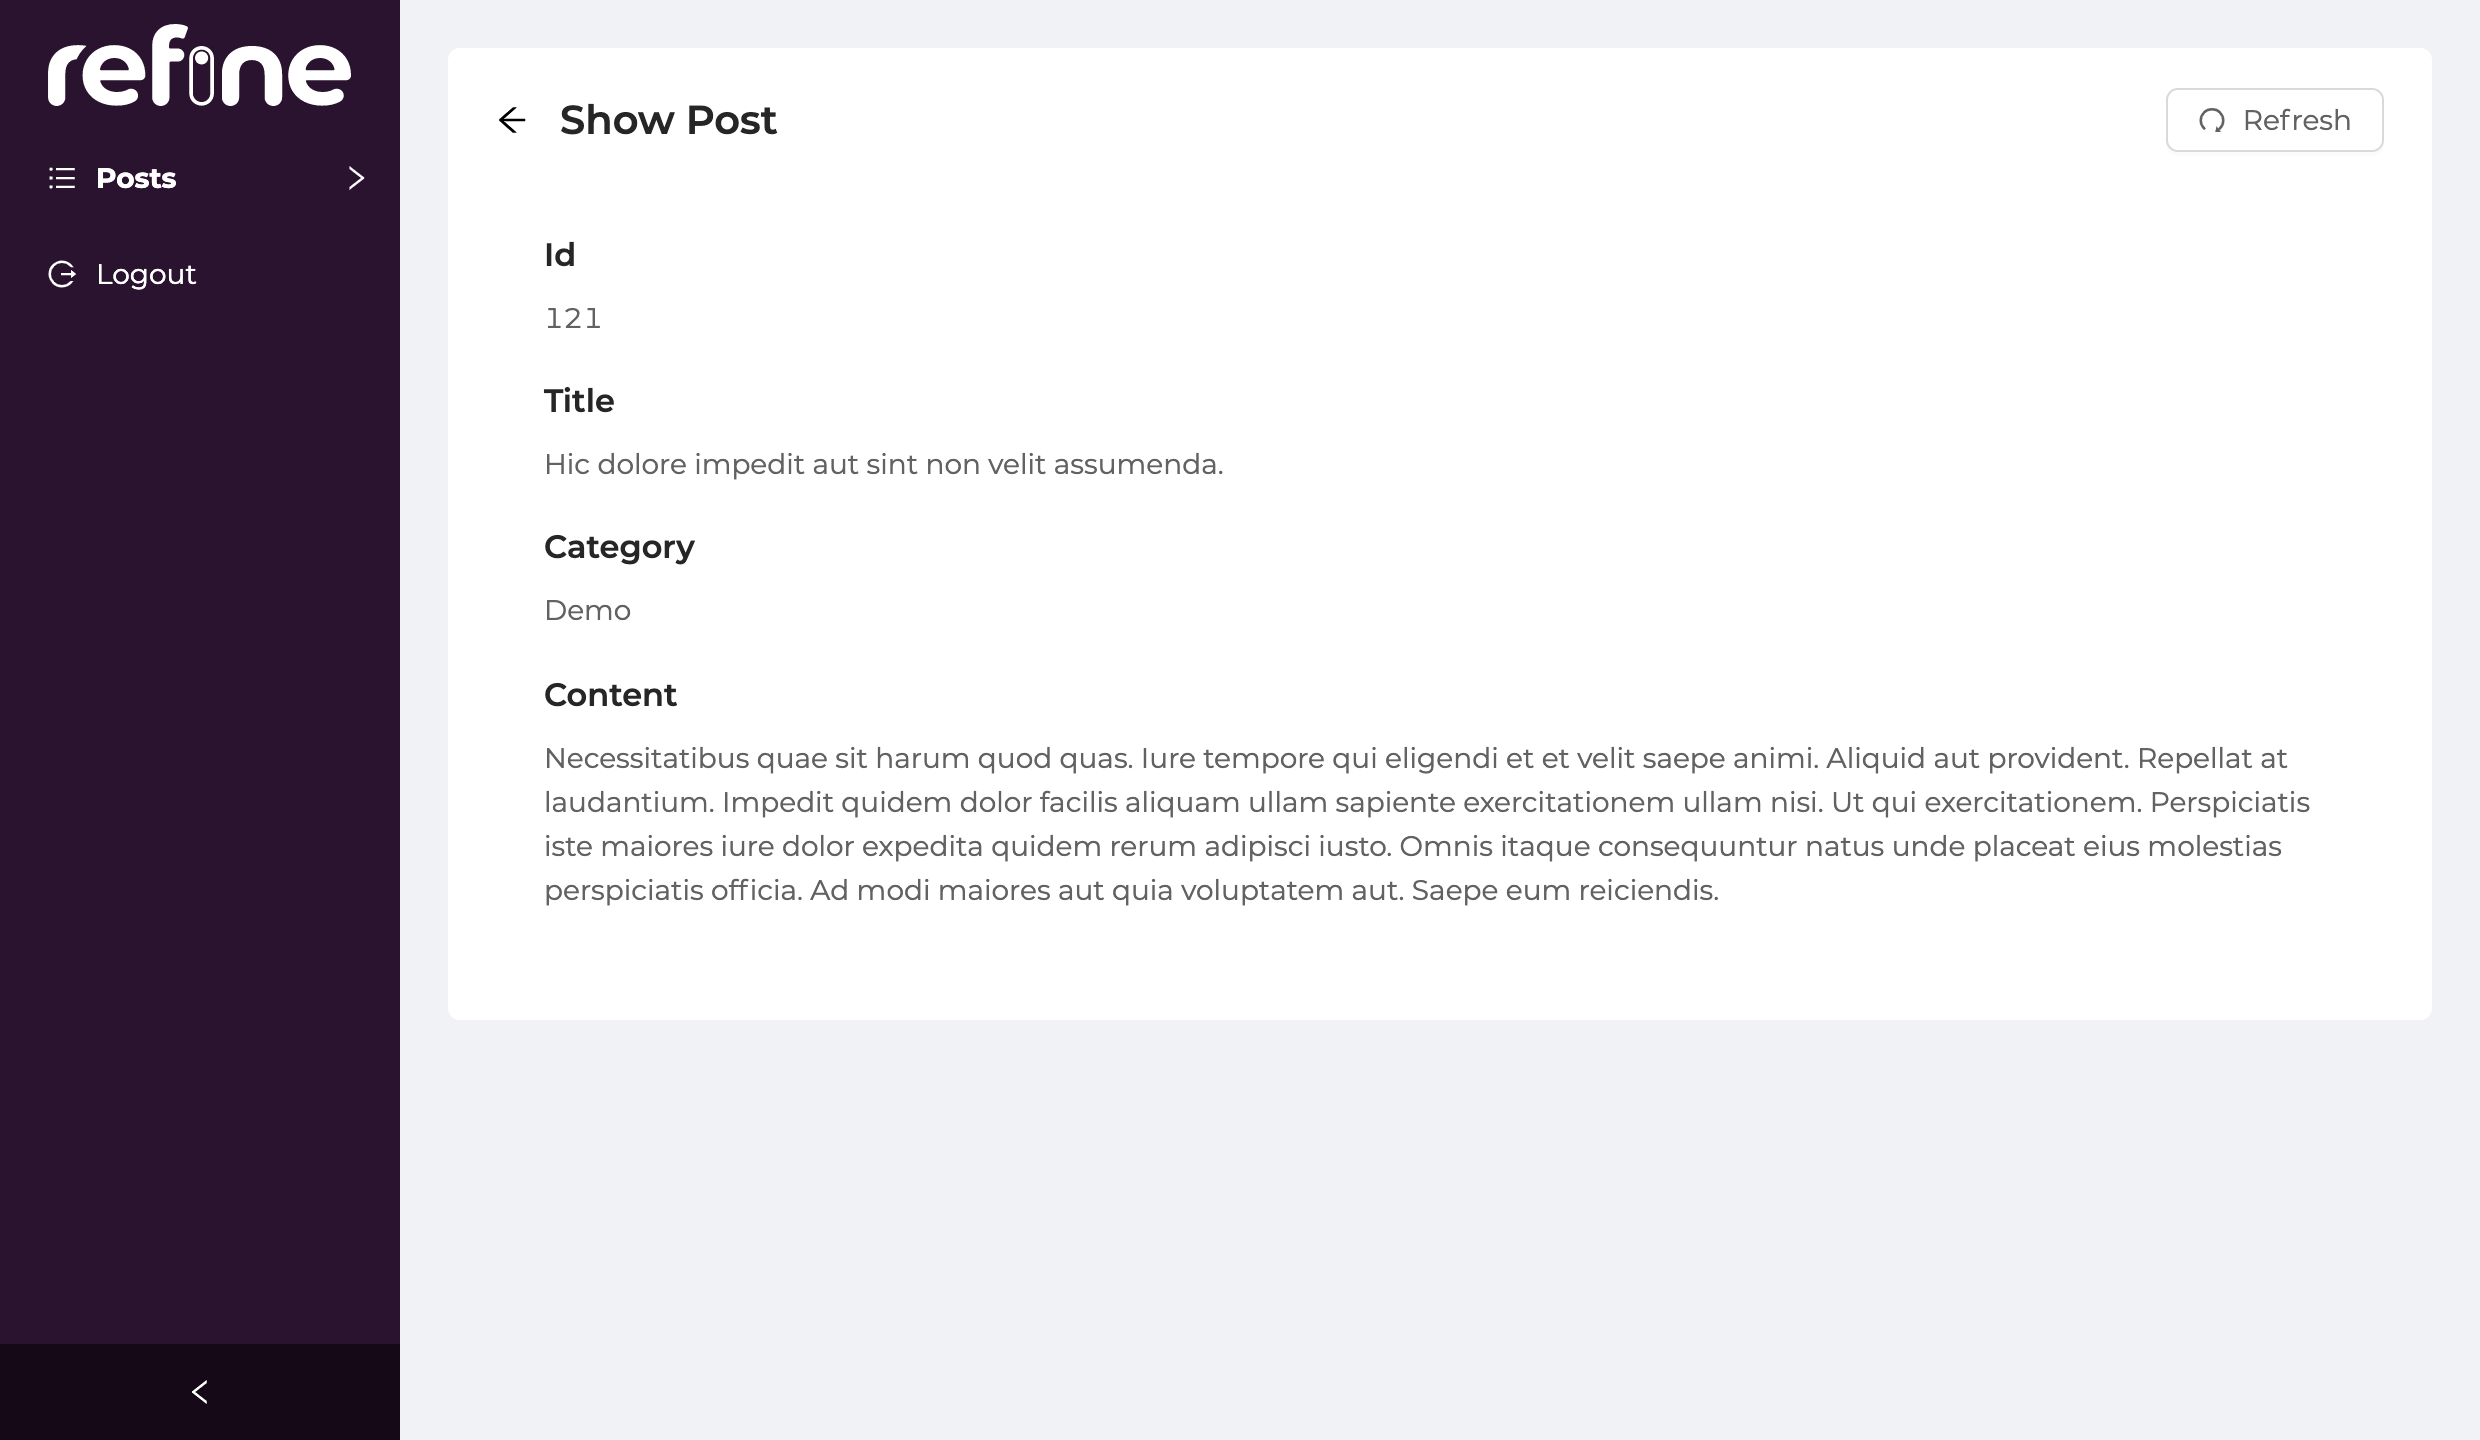 refine
Posts
Logout
Show Post
Refresh
Id
121
Title
Hic dolore impedit aut sint non velit assumenda.
Category
Demo
Content
Necessitatibus quae sit harum quod quas. Iure tempore qui eligendi et et velit saepe animi. Aliquid aut provident. Repellat at
laudantium. Impedit quidem dolor facilis aliquam ullam sapiente exercitationem ullam nisi. Ut qui exercitationem. Perspiciatis
iste maiores iure dolor expedita quidem rerum adipisci iusto. Omnis itaque consequuntur natus unde placeat eius molestias
perspiciatis officia. Ad modi maiores aut quia voluptatem aut. Saepe eum reiciendis.